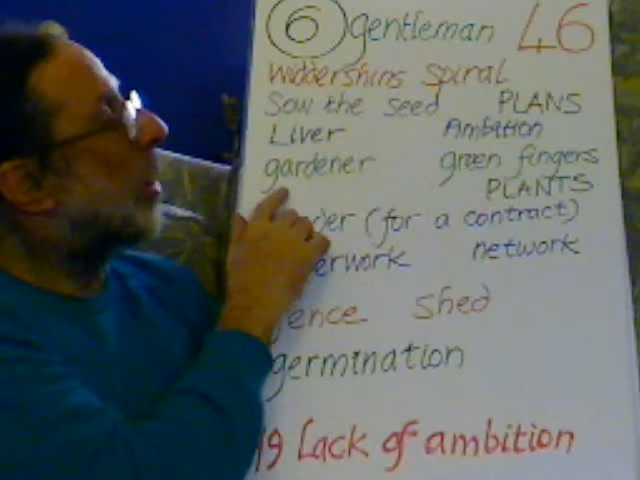 6 gentleman 46
widdershins spiral
Sow the seed PLANS
Liver Ambition
gardener green fingers
PLANTS
(for a contract)
network
shed
germination
19 Lack of ambition